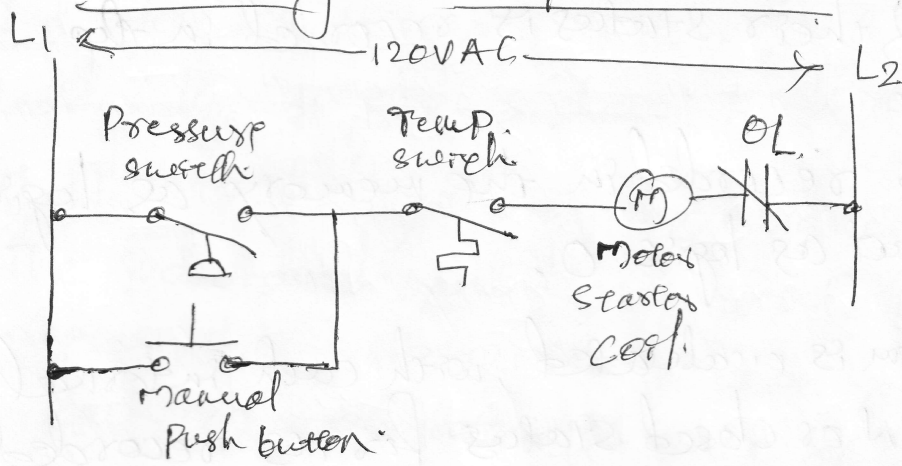 L1
120VAC
L2
Pressure
switch
Temp.
switch
OL
M
Motor
starter
coil.
Manual
Push button.